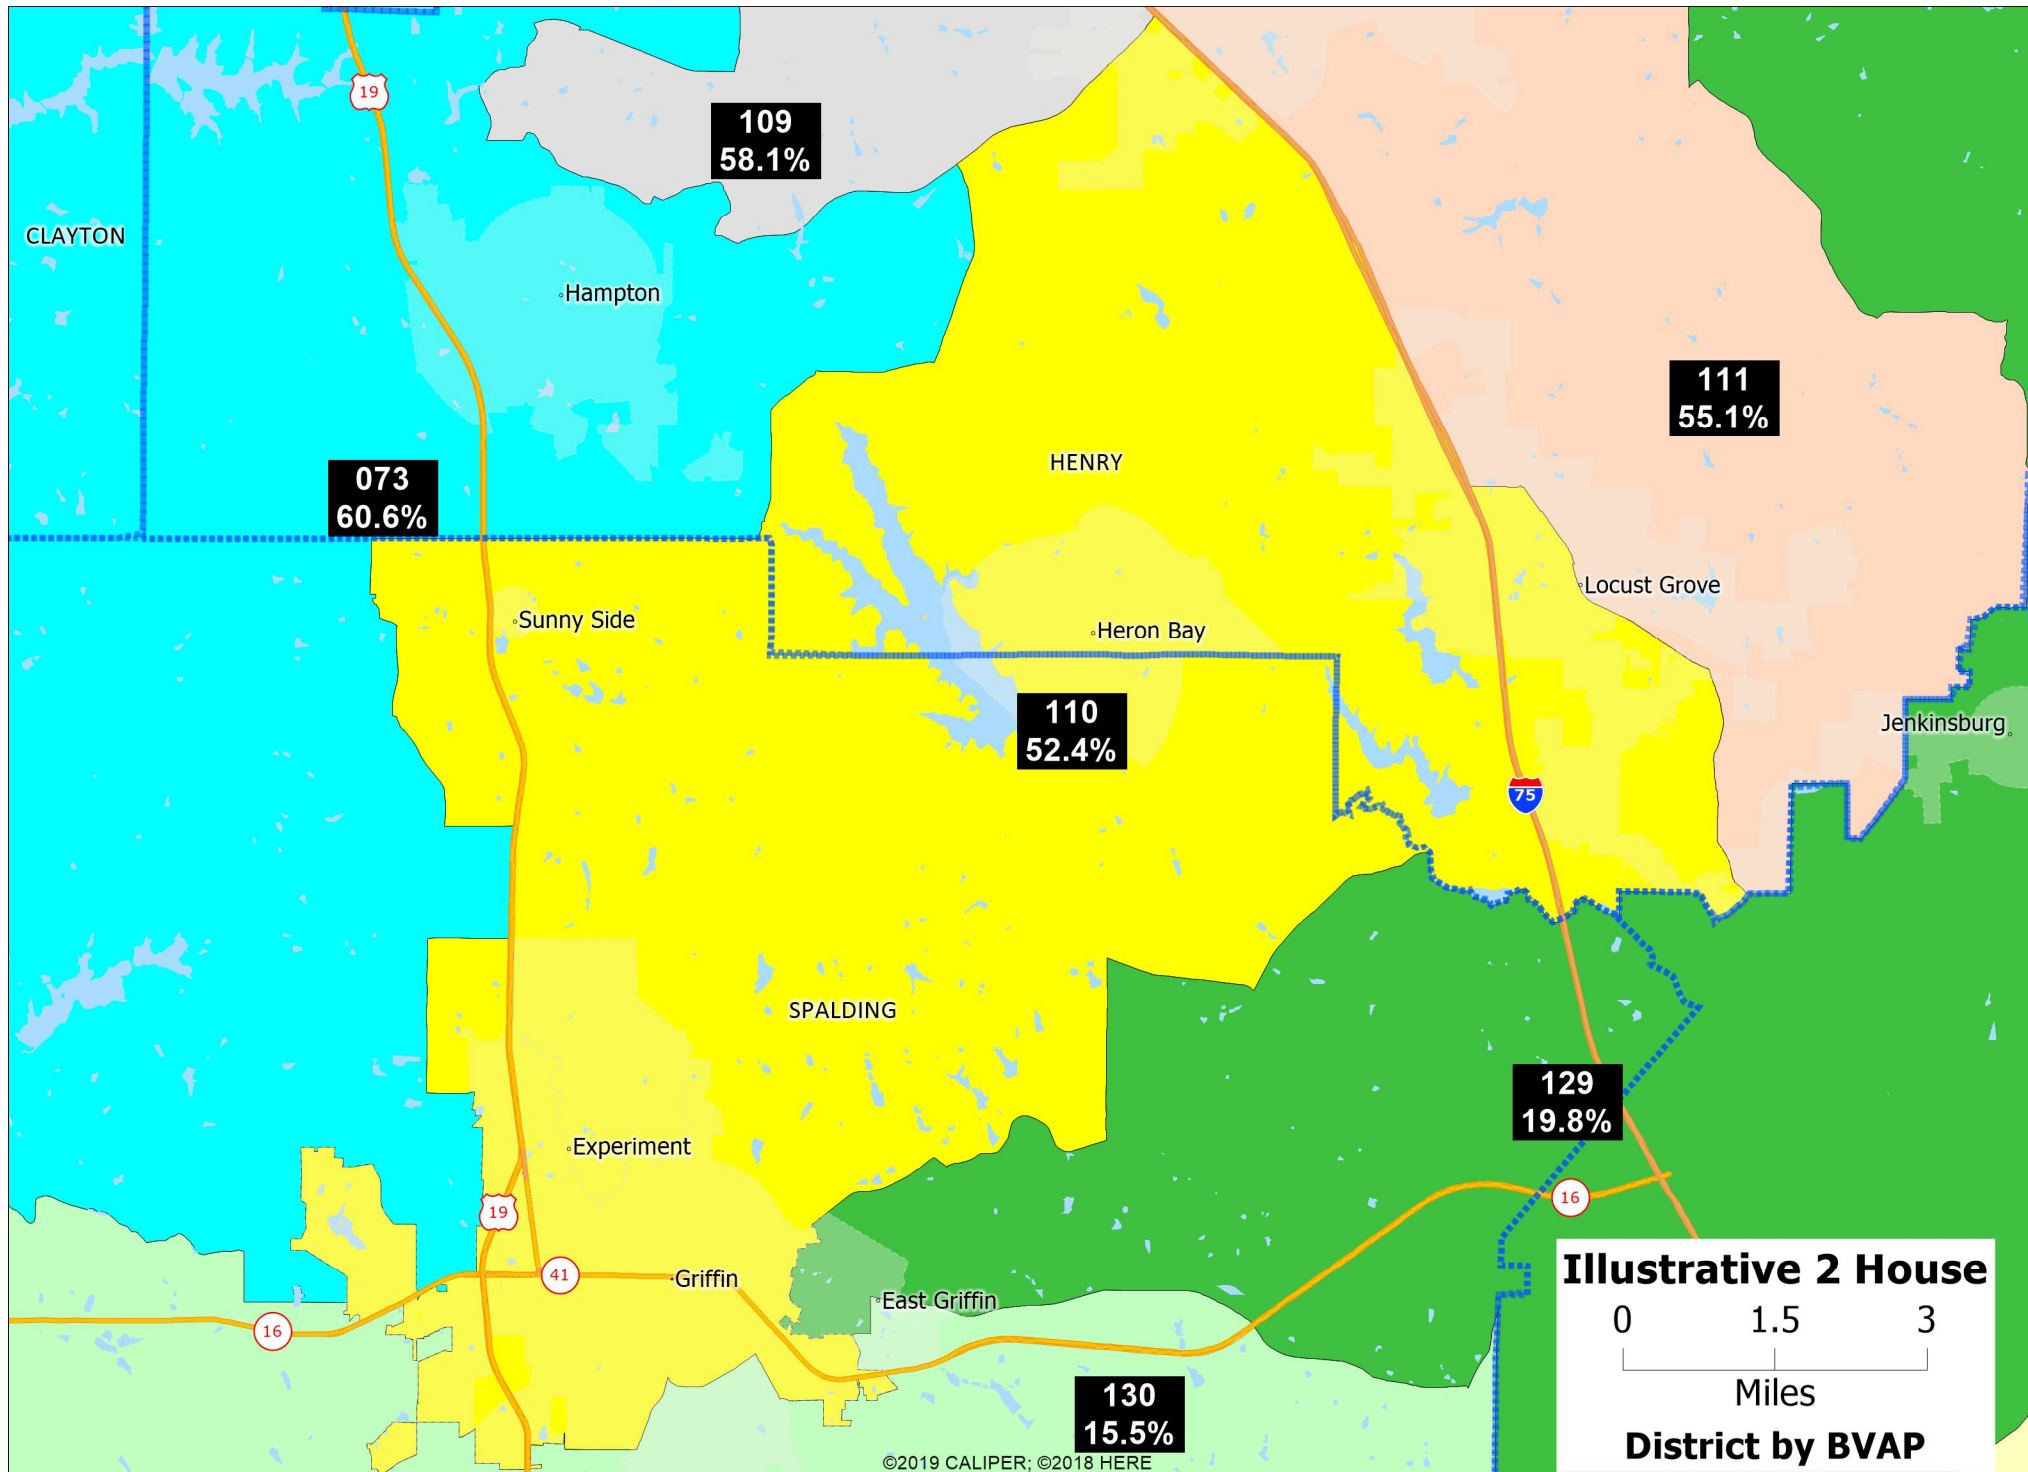 19
109
58.1%
CLAYTON
Hampton
111
55.1%
HENRY
073
60.6%
Locust Grove
Sunny Side
Heron Bay
110
52.4%
Jenkinsburg
75
SPALDING
129
19.8%
Experiment
19
16
41
Griffin
East Griffin
16
Illustrative 2 House
0 1.5 3
Miles
District by BVAP
130
15.5%
©2019 CALIPER; ©2018 HERE